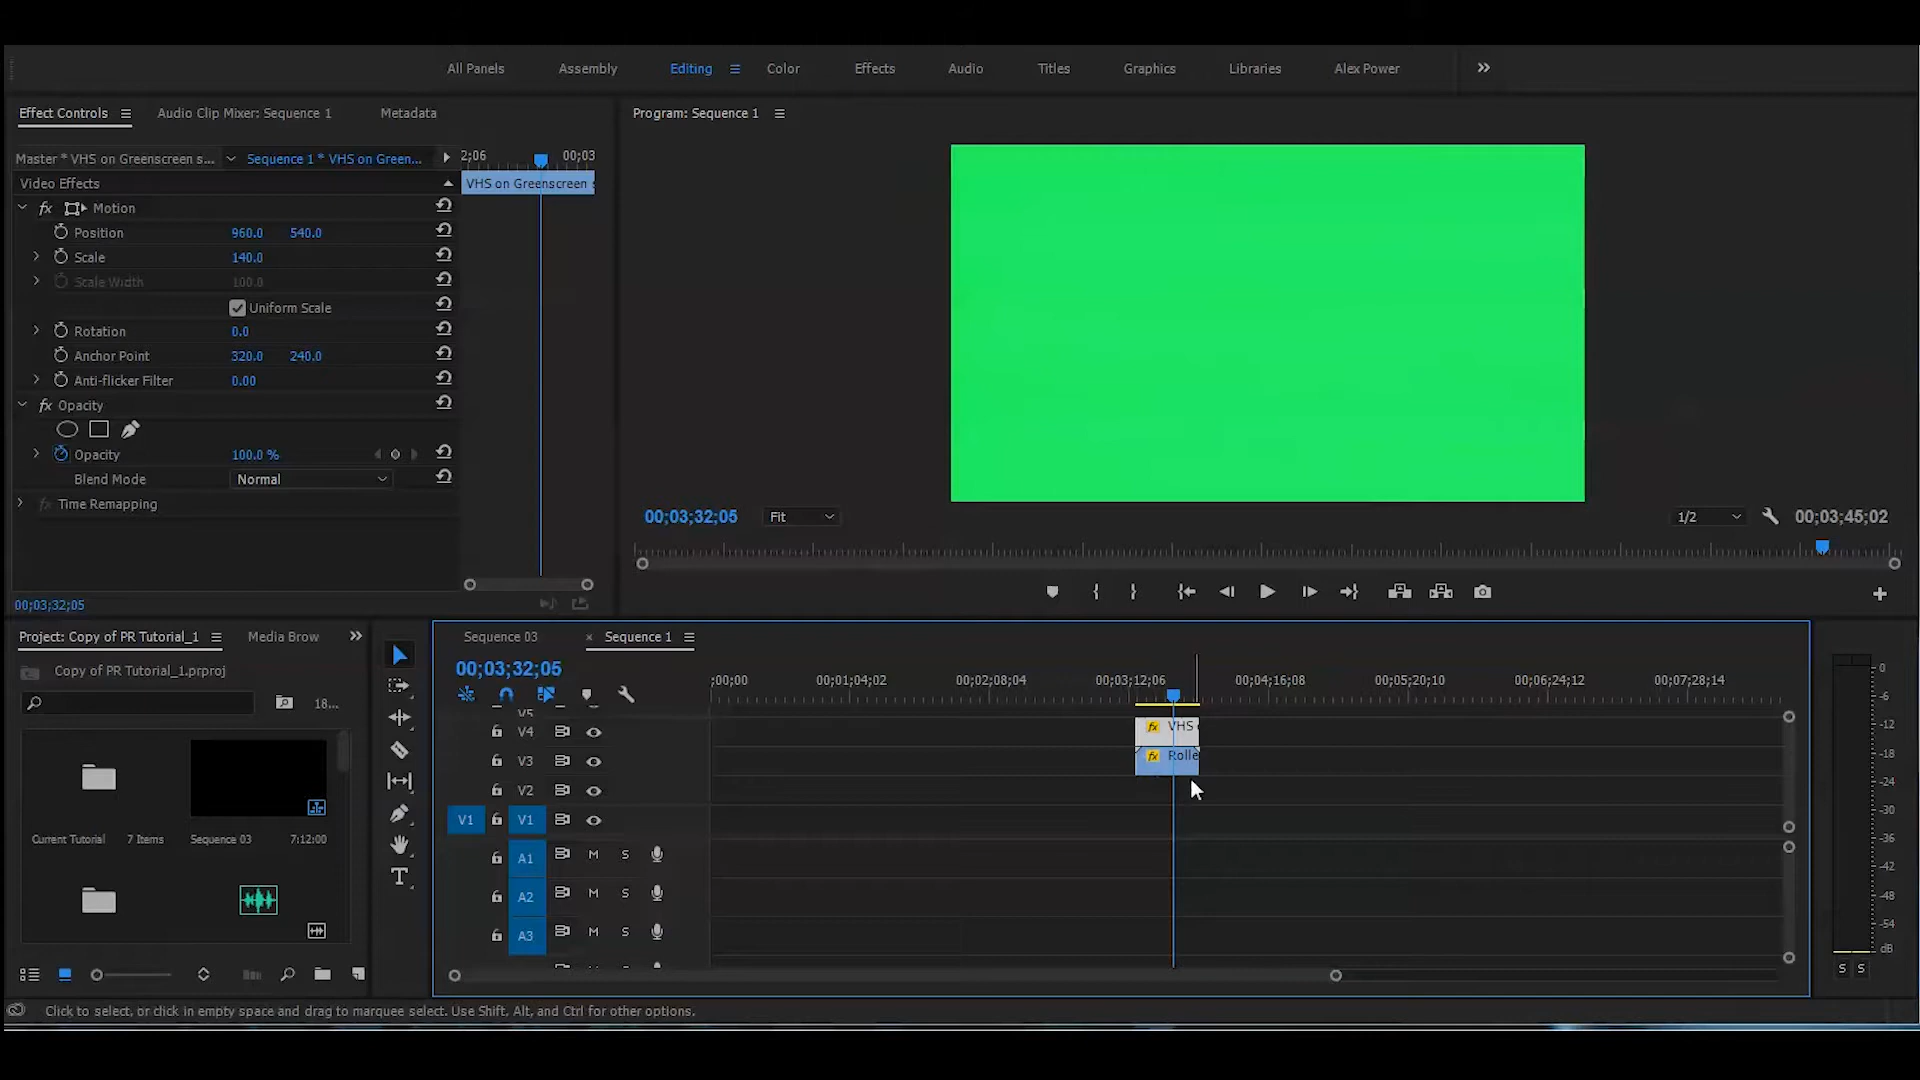 All Panels Assembly Editing Color Effects Audio Titles Graphics Libraries Alex Power
Effect Controls Audio Clip Mixer: Sequence 1 Metadata
Program: Sequence 1
Master * VHS on Greenscreen s... Sequence 1 * VHS on Green...
2;06 00;03
Video Effects
VHS on Greenscreen s
fx Motion
Position 960.0 540.0
Scale 140.0
Scale Width 100.0
Uniform Scale
Rotation 0.0
Anchor Point 320.0 240.0
Anti-flicker Filter 0.00
fx Opacity
Opacity 100.0 %
Blend Mode Normal
fx Time Remapping
00;03;32;05
00;03;32;05 Fit 1/2 00;03;45;02
Project: Copy of PR Tutorial_1 Media Brow
Copy of PR Tutorial_1.prproj
18...
Current Tutorial 7 Items
Sequence 03 7:12:00
Sequence 03 × Sequence 1
00;03;32;05
;00;00 00;01;04;02 00;02;08;04 00;03;12;06 00;04;16;08 00;05;20;10 00;06;24;12 00;07;28;14
V5
V4 fx VHS
V3 fx Rolle
V2
V1 V1
A1 M S
A2 M S
A3 M S
0
-6
-12
-18
-24
-30
-36
-42
-48
-54
dB
S S
Click to select, or click in empty space and drag to marquee select. Use Shift, Alt, and Ctrl for other options.